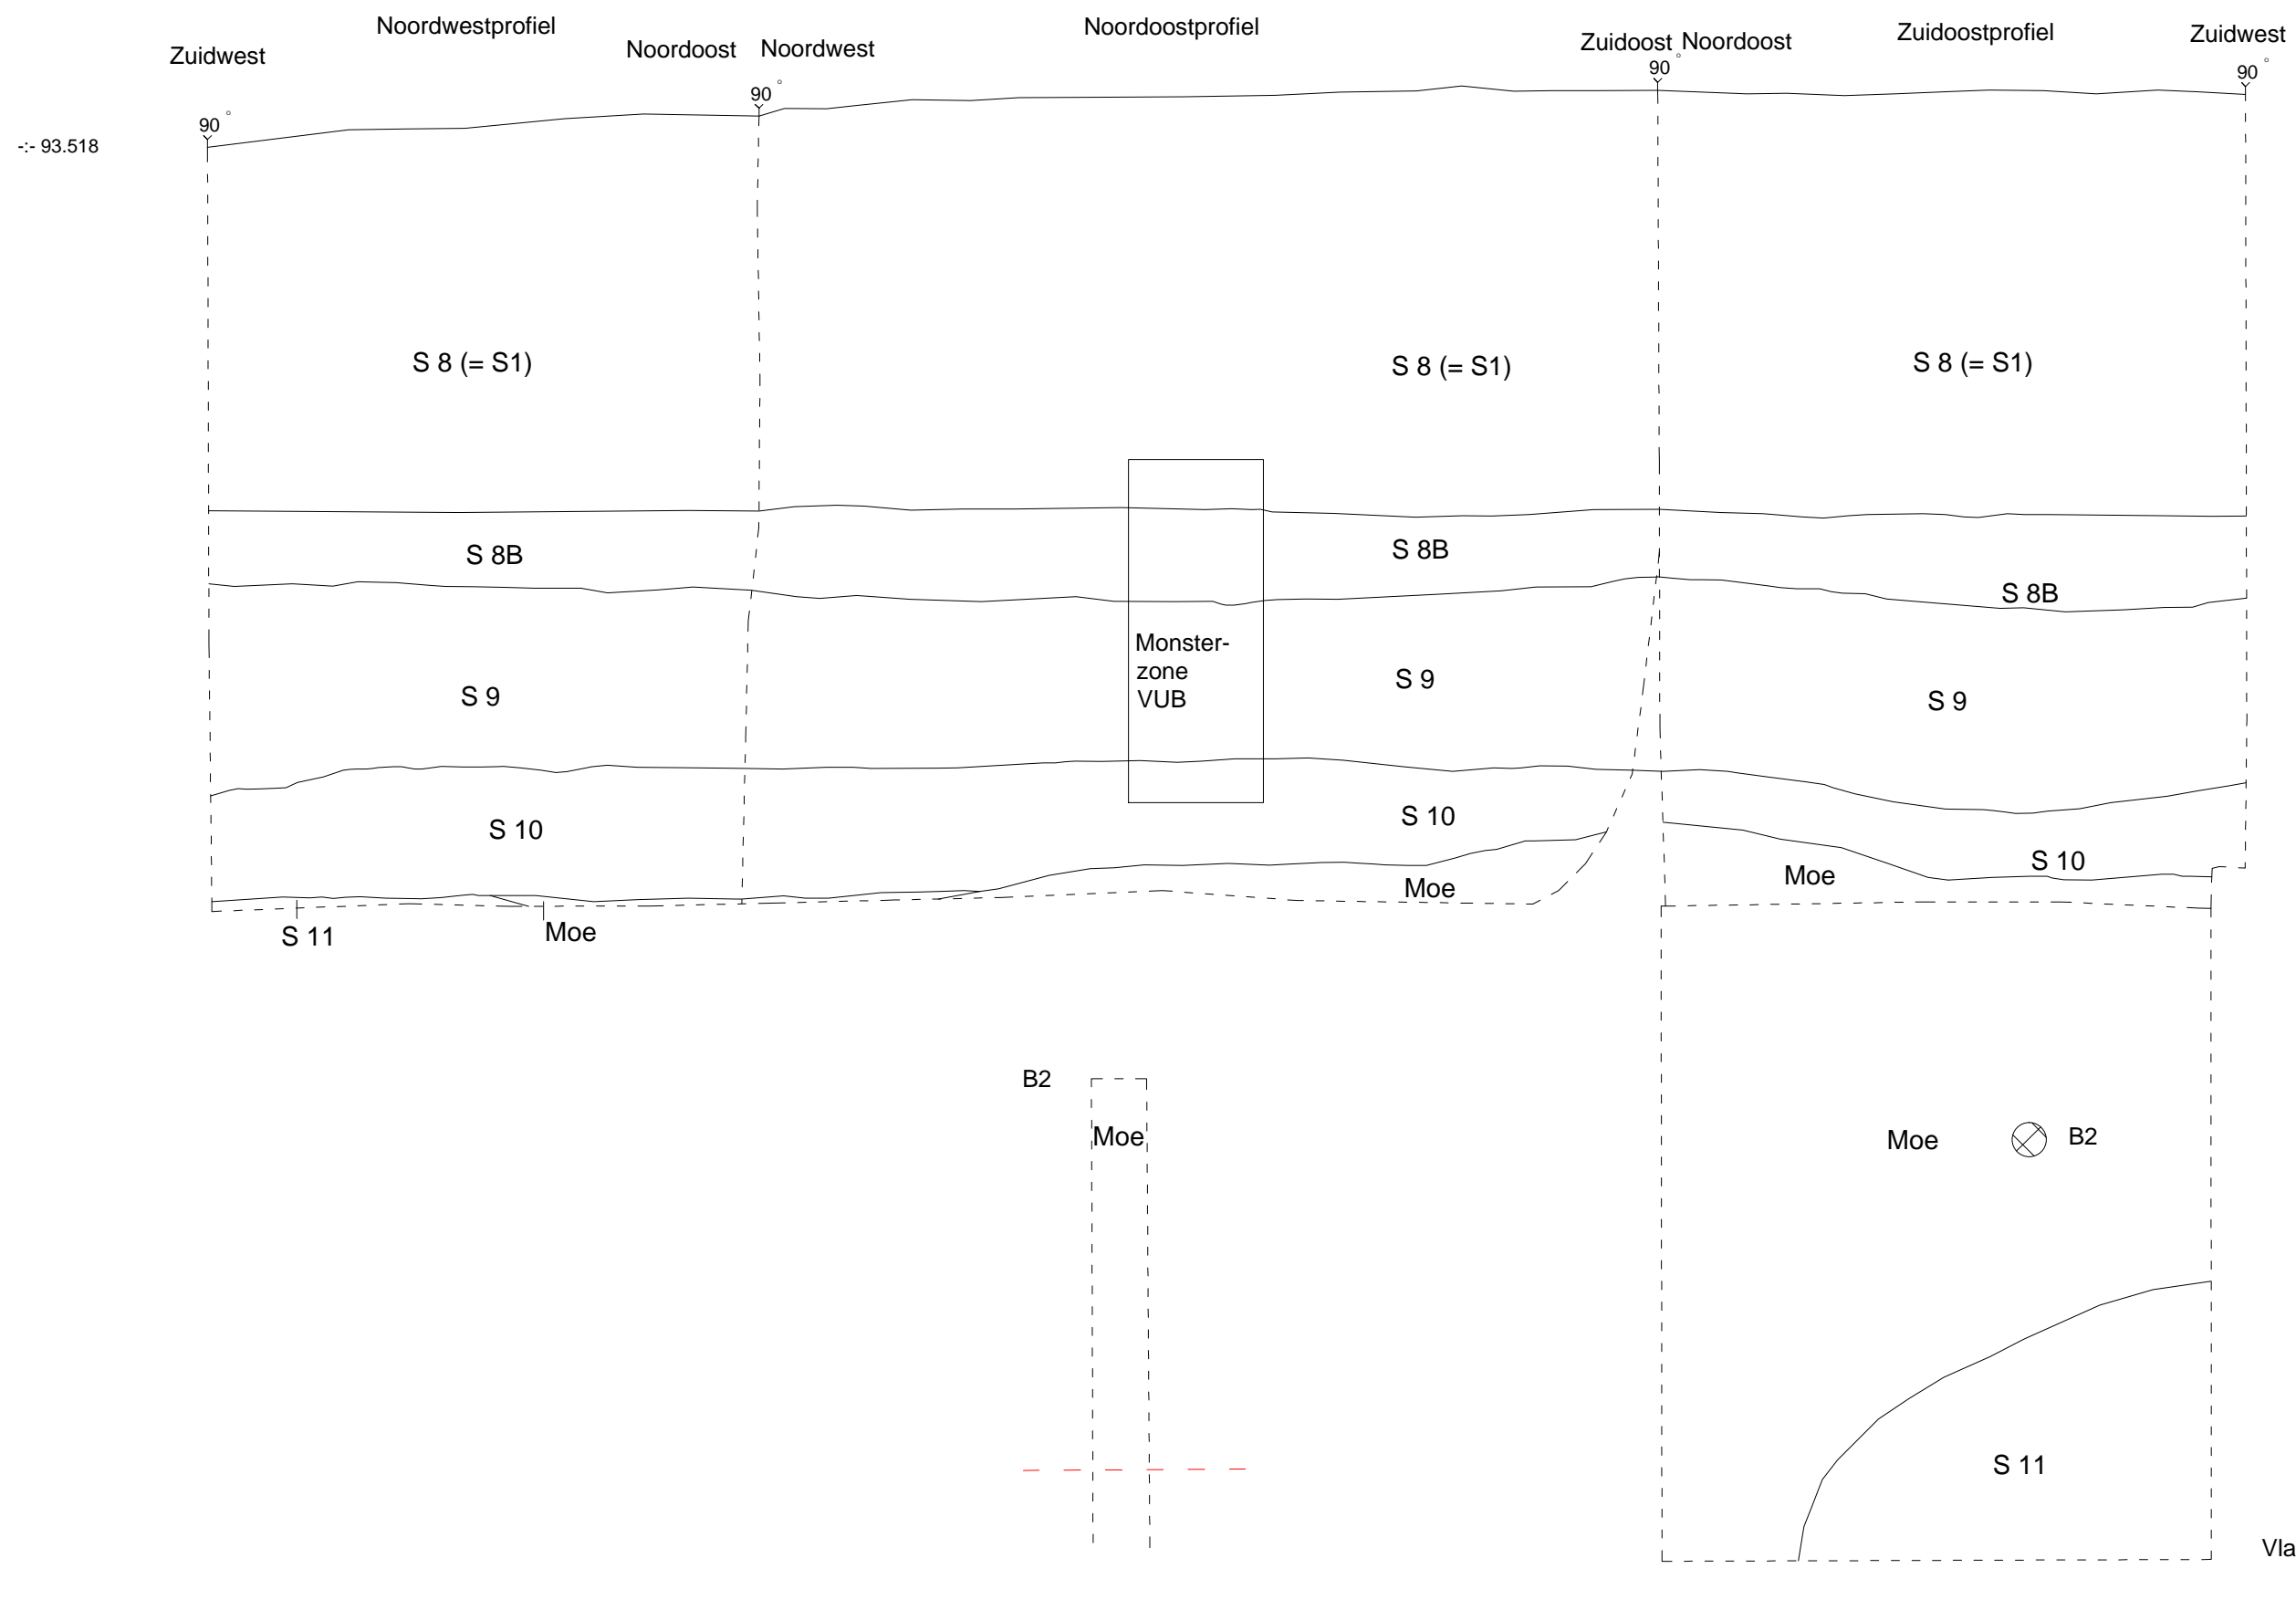 Noordwestprofiel
Noordoostprofiel
Zuidoostprofiel
Zuidwest
Noordoost
Noordwest
Zuidoost
Noordoost
Zuidwest
90°
90°
90°
90°
-:- 93.518
S 8 (= S1)
S 8 (= S1)
S 8 (= S1)
S 8B
S 8B
S 8B
Monster-
zone
VUB
S 9
S 9
S 9
S 10
S 10
S 10
Moe
Moe
S 11
Moe
B2
Moe
Moe
B2
S 11
Vla